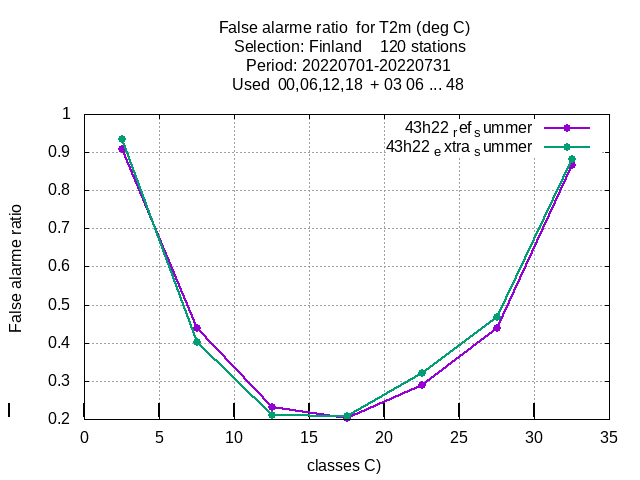 False alarme ratio  for T2m (deg C)
Selection: Finland    120 stations
Period: 20220701-20220731
Used  00,06,12,18  + 03 06 ... 48
43h22 ref summer
43h22 extra summer
1
0.9
0.8
0.7
0.6
0.5
0.4
0.3
0.2
False alarme ratio
0 5 10 15 20 25 30 35
classes C)